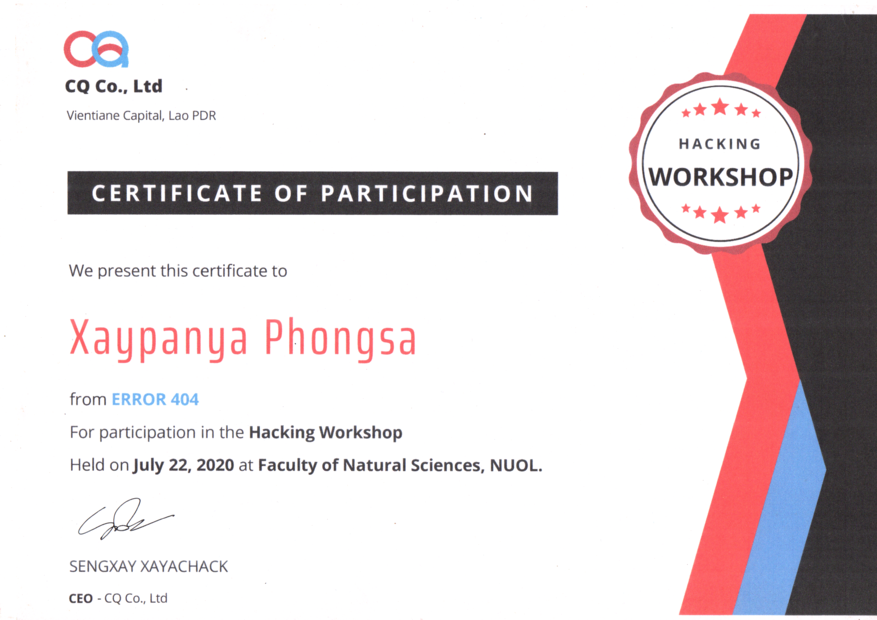 CQ
CQ Co., Ltd
Vientiane Capital, Lao PDR
HACKING
WORKSHOP
CERTIFICATE OF PARTICIPATION
We present this certificate to
Xaypanya Phongsa
from ERROR 404
For participation in the Hacking Workshop
Held on July 22, 2020 at Faculty of Natural Sciences, NUOL.
SENGXAY XAYACHACK
CEO - CQ Co., Ltd